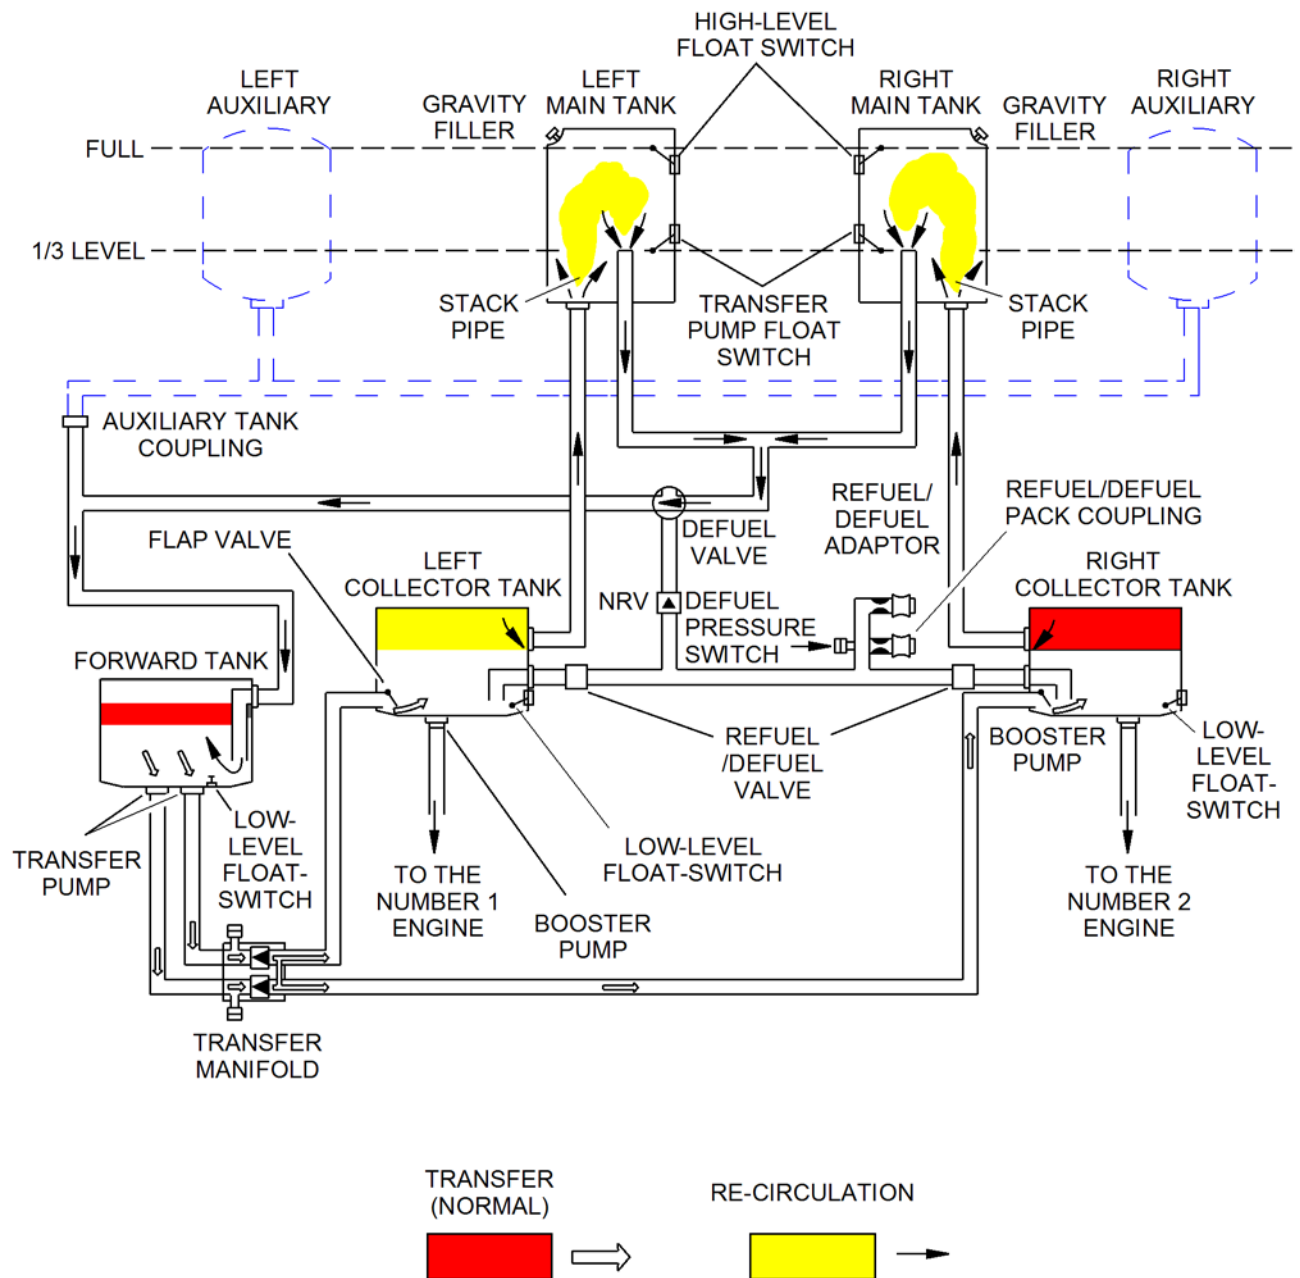 HIGH-LEVEL
FLOAT SWITCH
LEFT
AUXILIARY
GRAVITY
FILLER
LEFT
MAIN TANK
RIGHT
MAIN TANK
GRAVITY
FILLER
RIGHT
AUXILIARY
FULL
1/3 LEVEL
STACK
PIPE
TRANSFER
PUMP FLOAT
SWITCH
STACK
PIPE
AUXILIARY TANK
COUPLING
FLAP VALVE
DEFUEL
VALVE
REFUEL/
DEFUEL
ADAPTOR
REFUEL/DEFUEL
PACK COUPLING
LEFT
COLLECTOR TANK
RIGHT
COLLECTOR TANK
NRV
DEFUEL
PRESSURE
SWITCH
FORWARD TANK
REFUEL
/DEFUEL
VALVE
BOOSTER
PUMP
LOW-
LEVEL
FLOAT-
SWITCH
TRANSFER
PUMP
LOW-
LEVEL
FLOAT-
SWITCH
LOW-LEVEL
FLOAT-SWITCH
TO THE
NUMBER 1
ENGINE
BOOSTER
PUMP
TO THE
NUMBER 2
ENGINE
TRANSFER
MANIFOLD
TRANSFER
(NORMAL)
RE-CIRCULATION